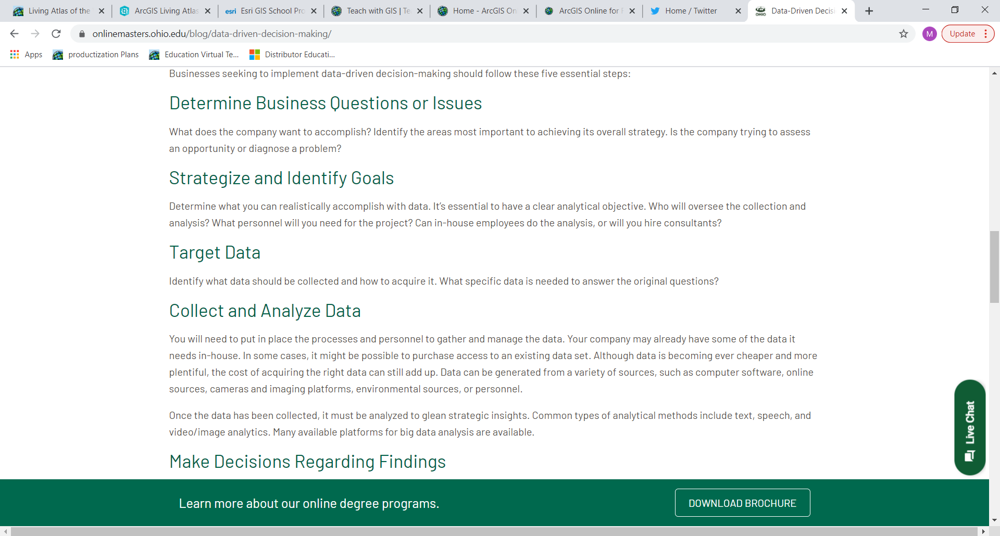 Living Atlas of the
ArcGIS Living Atlas
esri Esri GIS School Pro
Teach with GIS | Te
Home - ArcGIS On
ArcGIS Online for
Home / Twitter
OHIO Data-Driven Decisi
onlinemasters.ohio.edu/blog/data-driven-decision-making/
M
Update
Apps
productization Plans
Education Virtual Te...
Distributor Educati...
Businesses seeking to implement data-driven decision-making should follow these five essential steps:
Determine Business Questions or Issues
What does the company want to accomplish? Identify the areas most important to achieving its overall strategy. Is the company trying to assess
an opportunity or diagnose a problem?
Strategize and Identify Goals
Determine what you can realistically accomplish with data. It’s essential to have a clear analytical objective. Who will oversee the collection and
analysis? What personnel will you need for the project? Can in-house employees do the analysis, or will you hire consultants?
Target Data
Identify what data should be collected and how to acquire it. What specific data is needed to answer the original questions?
Collect and Analyze Data
You will need to put in place the processes and personnel to gather and manage the data. Your company may already have some of the data it
needs in-house. In some cases, it might be possible to purchase access to an existing data set. Although data is becoming ever cheaper and more
plentiful, the cost of acquiring the right data can still add up. Data can be generated from a variety of sources, such as computer software, online
sources, cameras and imaging platforms, environmental sources, or personnel.
Once the data has been collected, it must be analyzed to glean strategic insights. Common types of analytical methods include text, speech, and
video/image analytics. Many available platforms for big data analysis are available.
Make Decisions Regarding Findings
Live Chat
Learn more about our online degree programs.
DOWNLOAD BROCHURE